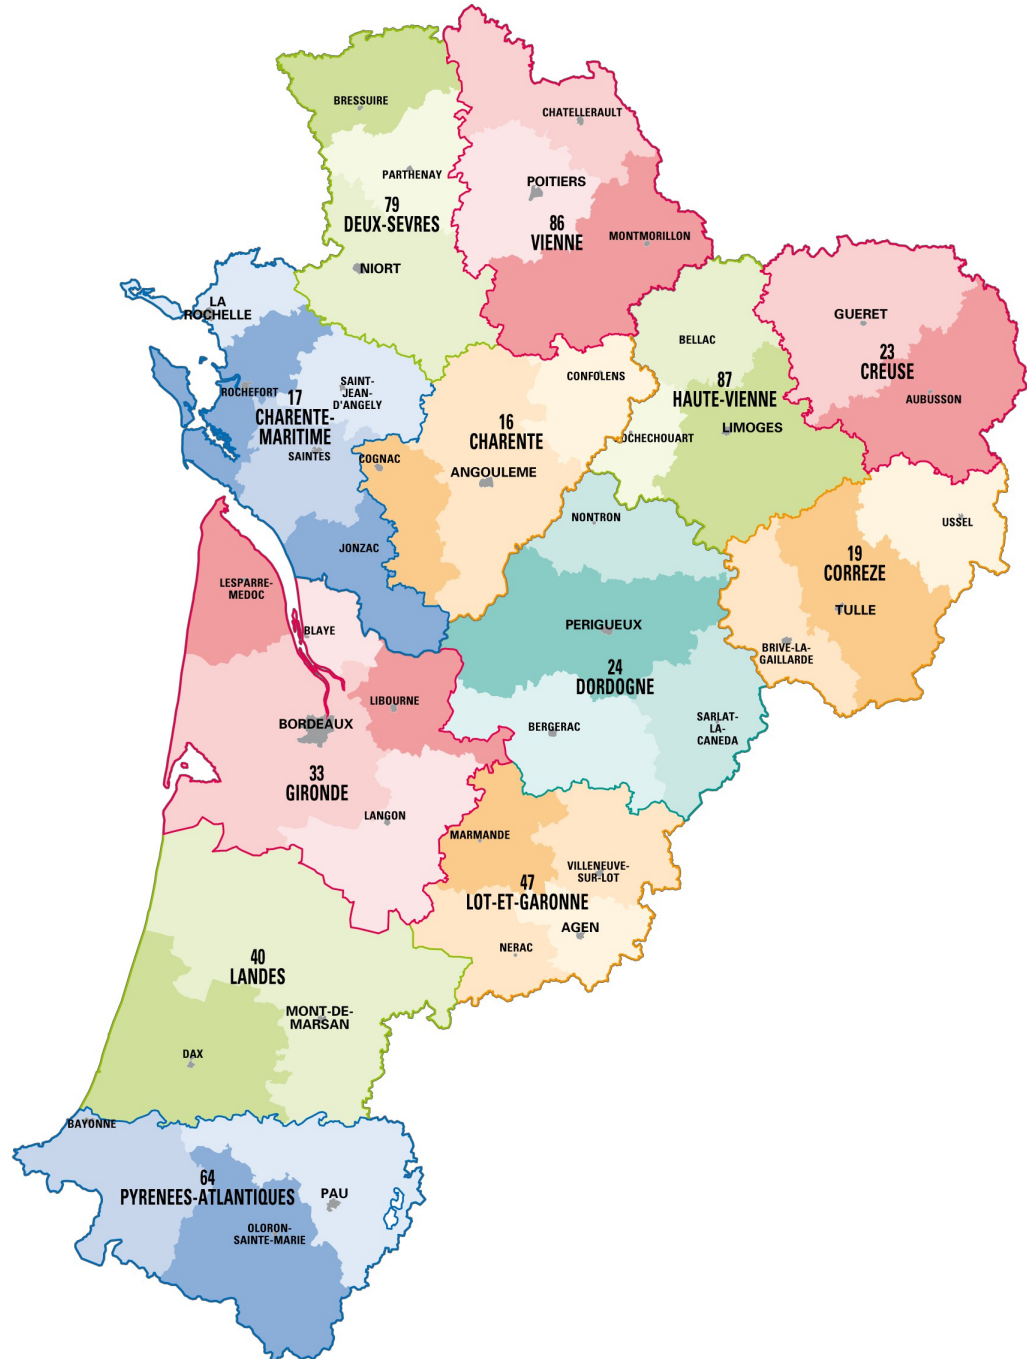 BRESSUIRE
CHATELLERAULT
PARTHENAY
POITIERS
79
DEUX-SEVRES
86
VIENNE
MONTMORILLON
NIORT
LA
ROCHELLE
GUERET
BELLAC
23
CREUSE
CONFOLENS
87
HAUTE-VIENNE
AUBUSSON
ROCHEFORT
SAINT-
JEAN-
D'ANGELY
17
CHARENTE-
MARITIME
SAINTES
16
CHARENTE
LIMOGES
OCHECHOUART
COGNAC
ANGOULEME
NONTRON
USSEL
JONZAC
19
CORREZE
LESPARRE-
MEDOC
TULLE
BLAYE
PERIGUEUX
BRIVE-LA-
GAILLARDE
24
DORDOGNE
LIBOURNE
BORDEAUX
BERGERAC
SARLAT-
LA-
CANEDA
33
GIRONDE
LANGON
MARMANDE
VILLENEUVE-
SUR-LOT
47
LOT-ET-GARONNE
AGEN
NERAC
40
LANDES
MONT-DE-
MARSAN
DAX
BAYONNE
64
PYRENEES-ATLANTIQUES
PAU
OLORON-
SAINTE-MARIE